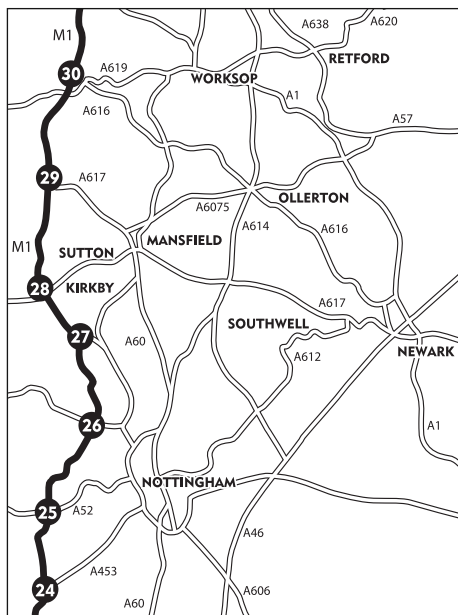 A638
A620
M1
RETFORD
30
A619
WORKSOP
A616
A1
A57
29
A617
OLLERTON
A6075
A614
A616
M1
SUTTON
MANSFIELD
28
KIRKBY
A617
SOUTHWELL
27
A60
NEWARK
A612
26
A1
NOTTINGHAM
25
A52
A46
A453
24
A60
A606